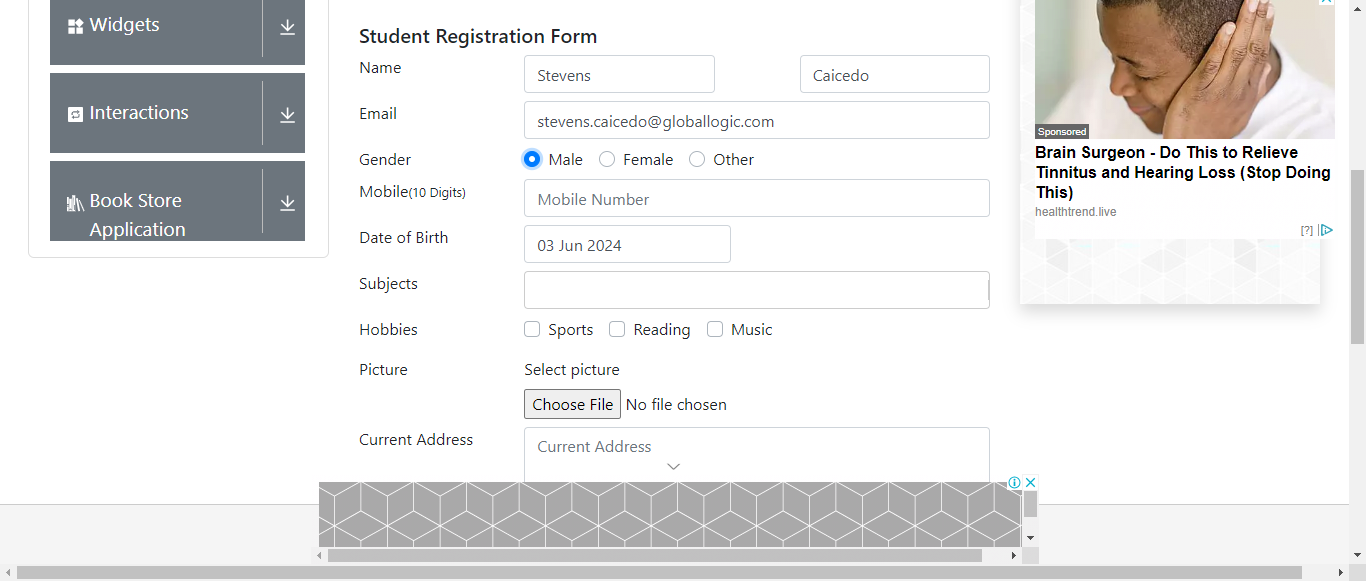 Widgets
Interactions
Book Store
Application
Student Registration Form
Name
Stevens
Caicedo
Email
stevens.caicedo@globallogic.com
Gender
Male
Female
Other
Mobile(10 Digits)
Mobile Number
Date of Birth
03 Jun 2024
Subjects
Hobbies
Sports
Reading
Music
Picture
Select picture
Choose File No file chosen
Current Address
Current Address
Sponsored
Brain Surgeon - Do This to Relieve
Tinnitus and Hearing Loss (Stop Doing
This)
healthtrend.live
[?]